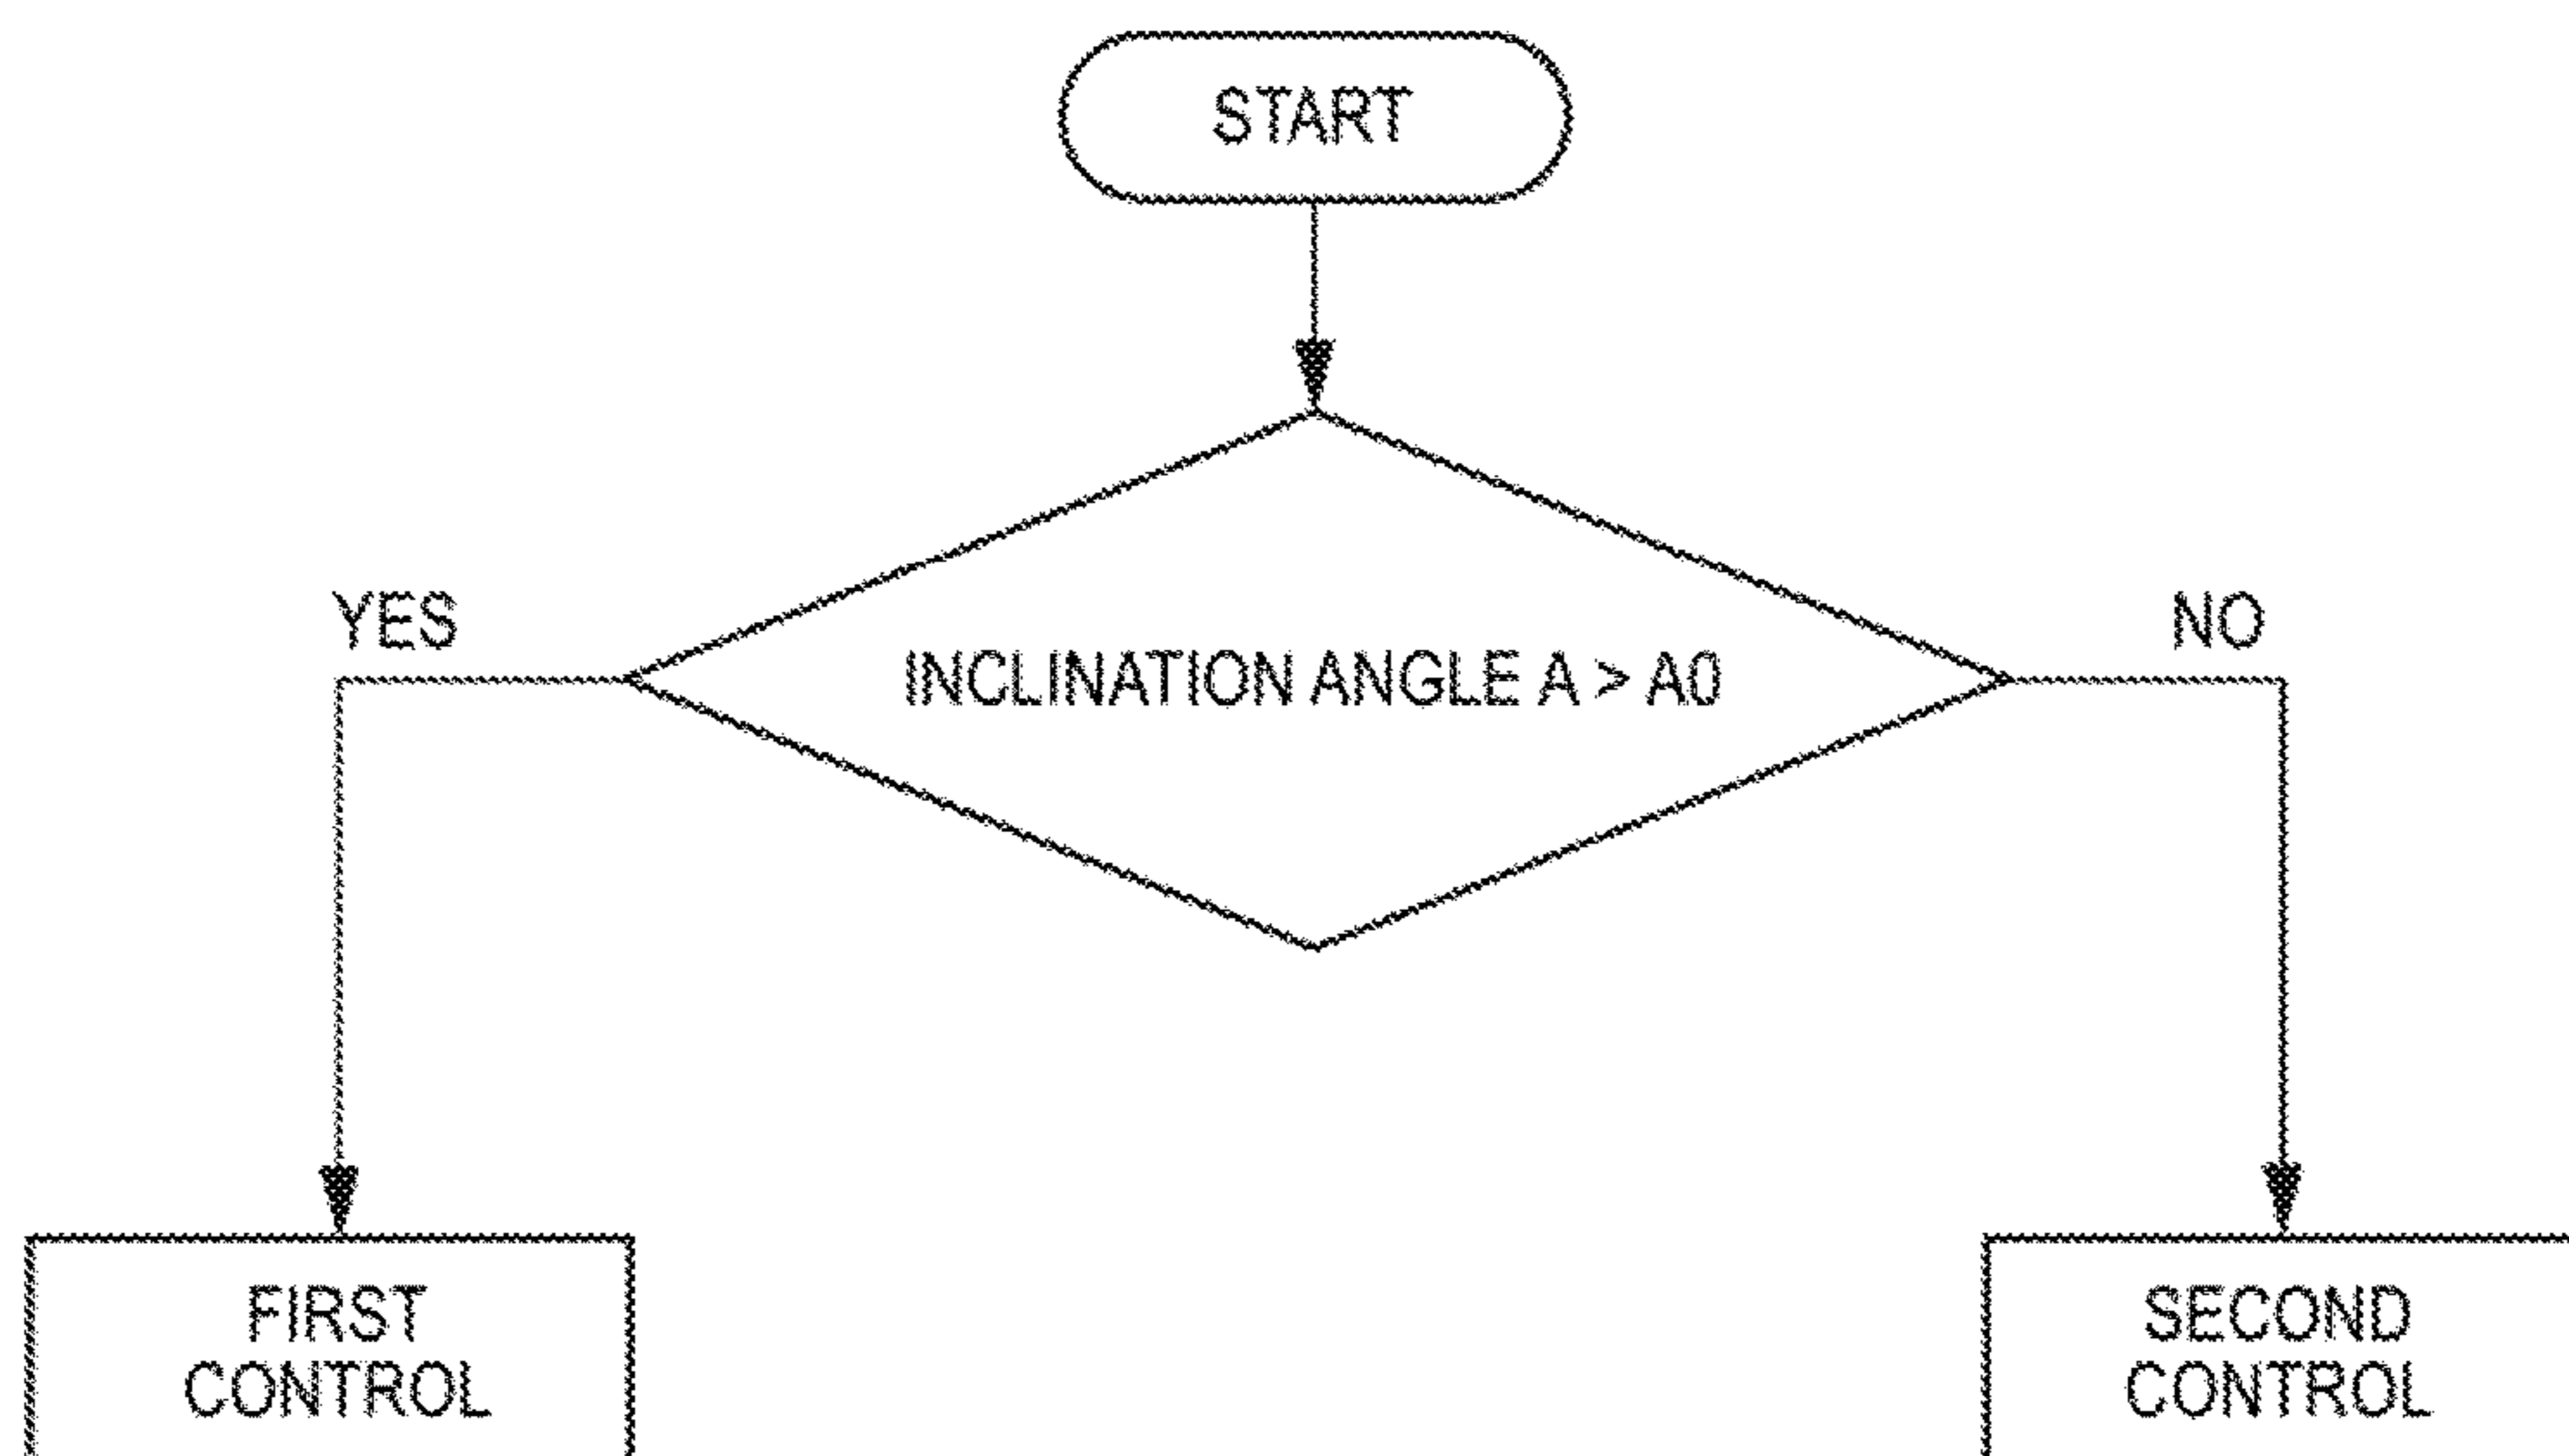 START
YES
NO
INCLINATION ANGLE A > A0
FIRST
CONTROL
SECOND
CONTROL